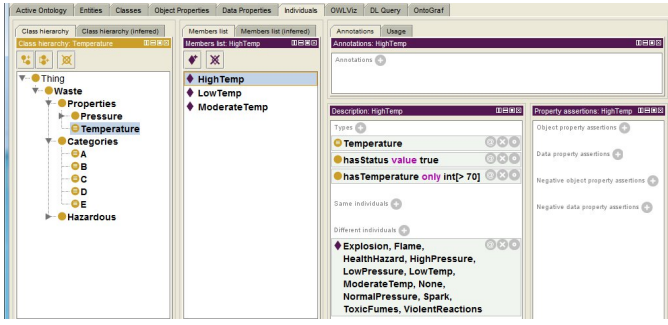 Active Ontology Entities Classes Object Properties Data Properties Individuals OWLViz DL Query OntoGraf
Class hierarchy Class hierarchy (inferred)
Class hierarchy: Temperature
Thing
Waste
Properties
Pressure
Temperature
Categories
A
B
C
D
E
Hazardous
Members list Members list (inferred)
Members list: HighTemp
HighTemp
LowTemp
ModerateTemp
Annotations Usage
Annotations: HighTemp
Annotations
Description: HighTemp
Types
Temperature
hasStatus value true
hasTemperature only int[> 70]
Same individuals
Different individuals
Explosion, Flame,
HealthHazard, HighPressure,
LowPressure, LowTemp,
ModerateTemp, None,
NormalPressure, Spark,
ToxicFumes, ViolentReactions
Property assertions: HighTemp
Object property assertions
Data property assertions
Negative object property assertions
Negative data property assertions